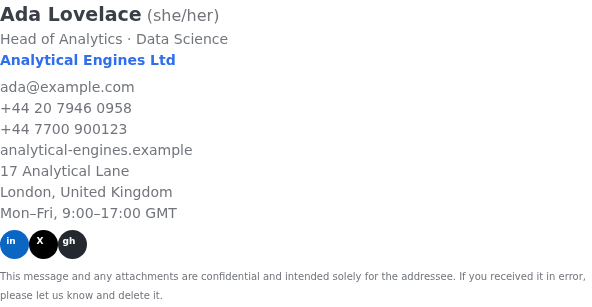 Ada Lovelace (she/her)
Head of Analytics · Data Science
Analytical Engines Ltd
ada@example.com
+44 20 7946 0958
+44 7700 900123
analytical-engines.example
17 Analytical Lane
London, United Kingdom
Mon–Fri, 9:00–17:00 GMT
in X gh
This message and any attachments are confidential and intended solely for the addressee. If you received it in error,
please let us know and delete it.